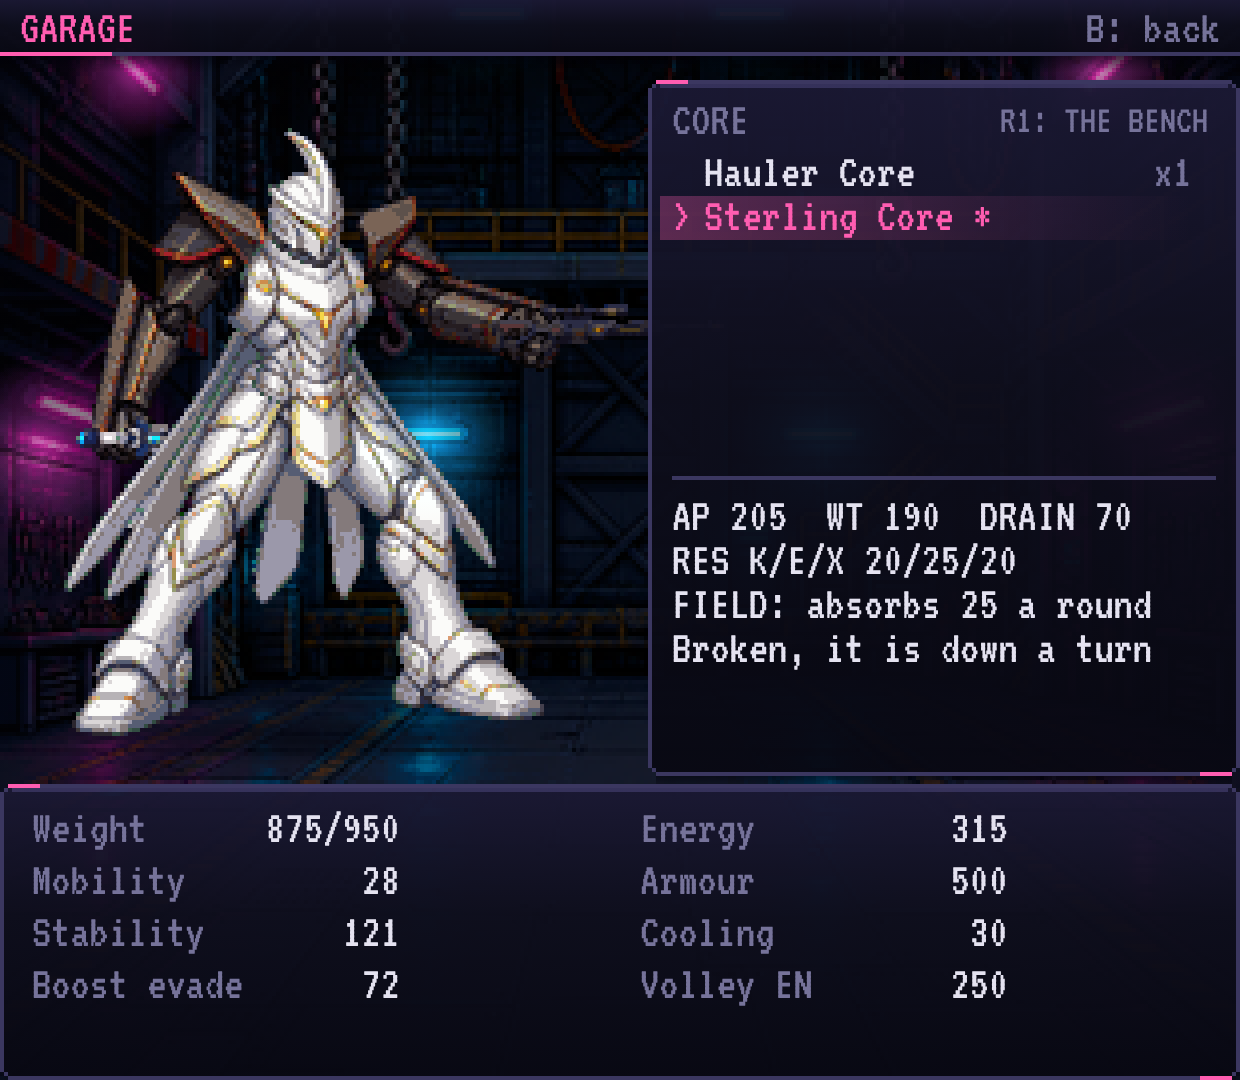 GARAGE B: back
CORE R1: THE BENCH
Hauler Core x1
> Sterling Core *
AP 205 WT 190 DRAIN 70
RES K/E/X 20/25/20
FIELD: absorbs 25 a round
Broken, it is down a turn
Weight 875/950 Energy 315
Mobility 28 Armour 500
Stability 121 Cooling 30
Boost evade 72 Volley EN 250